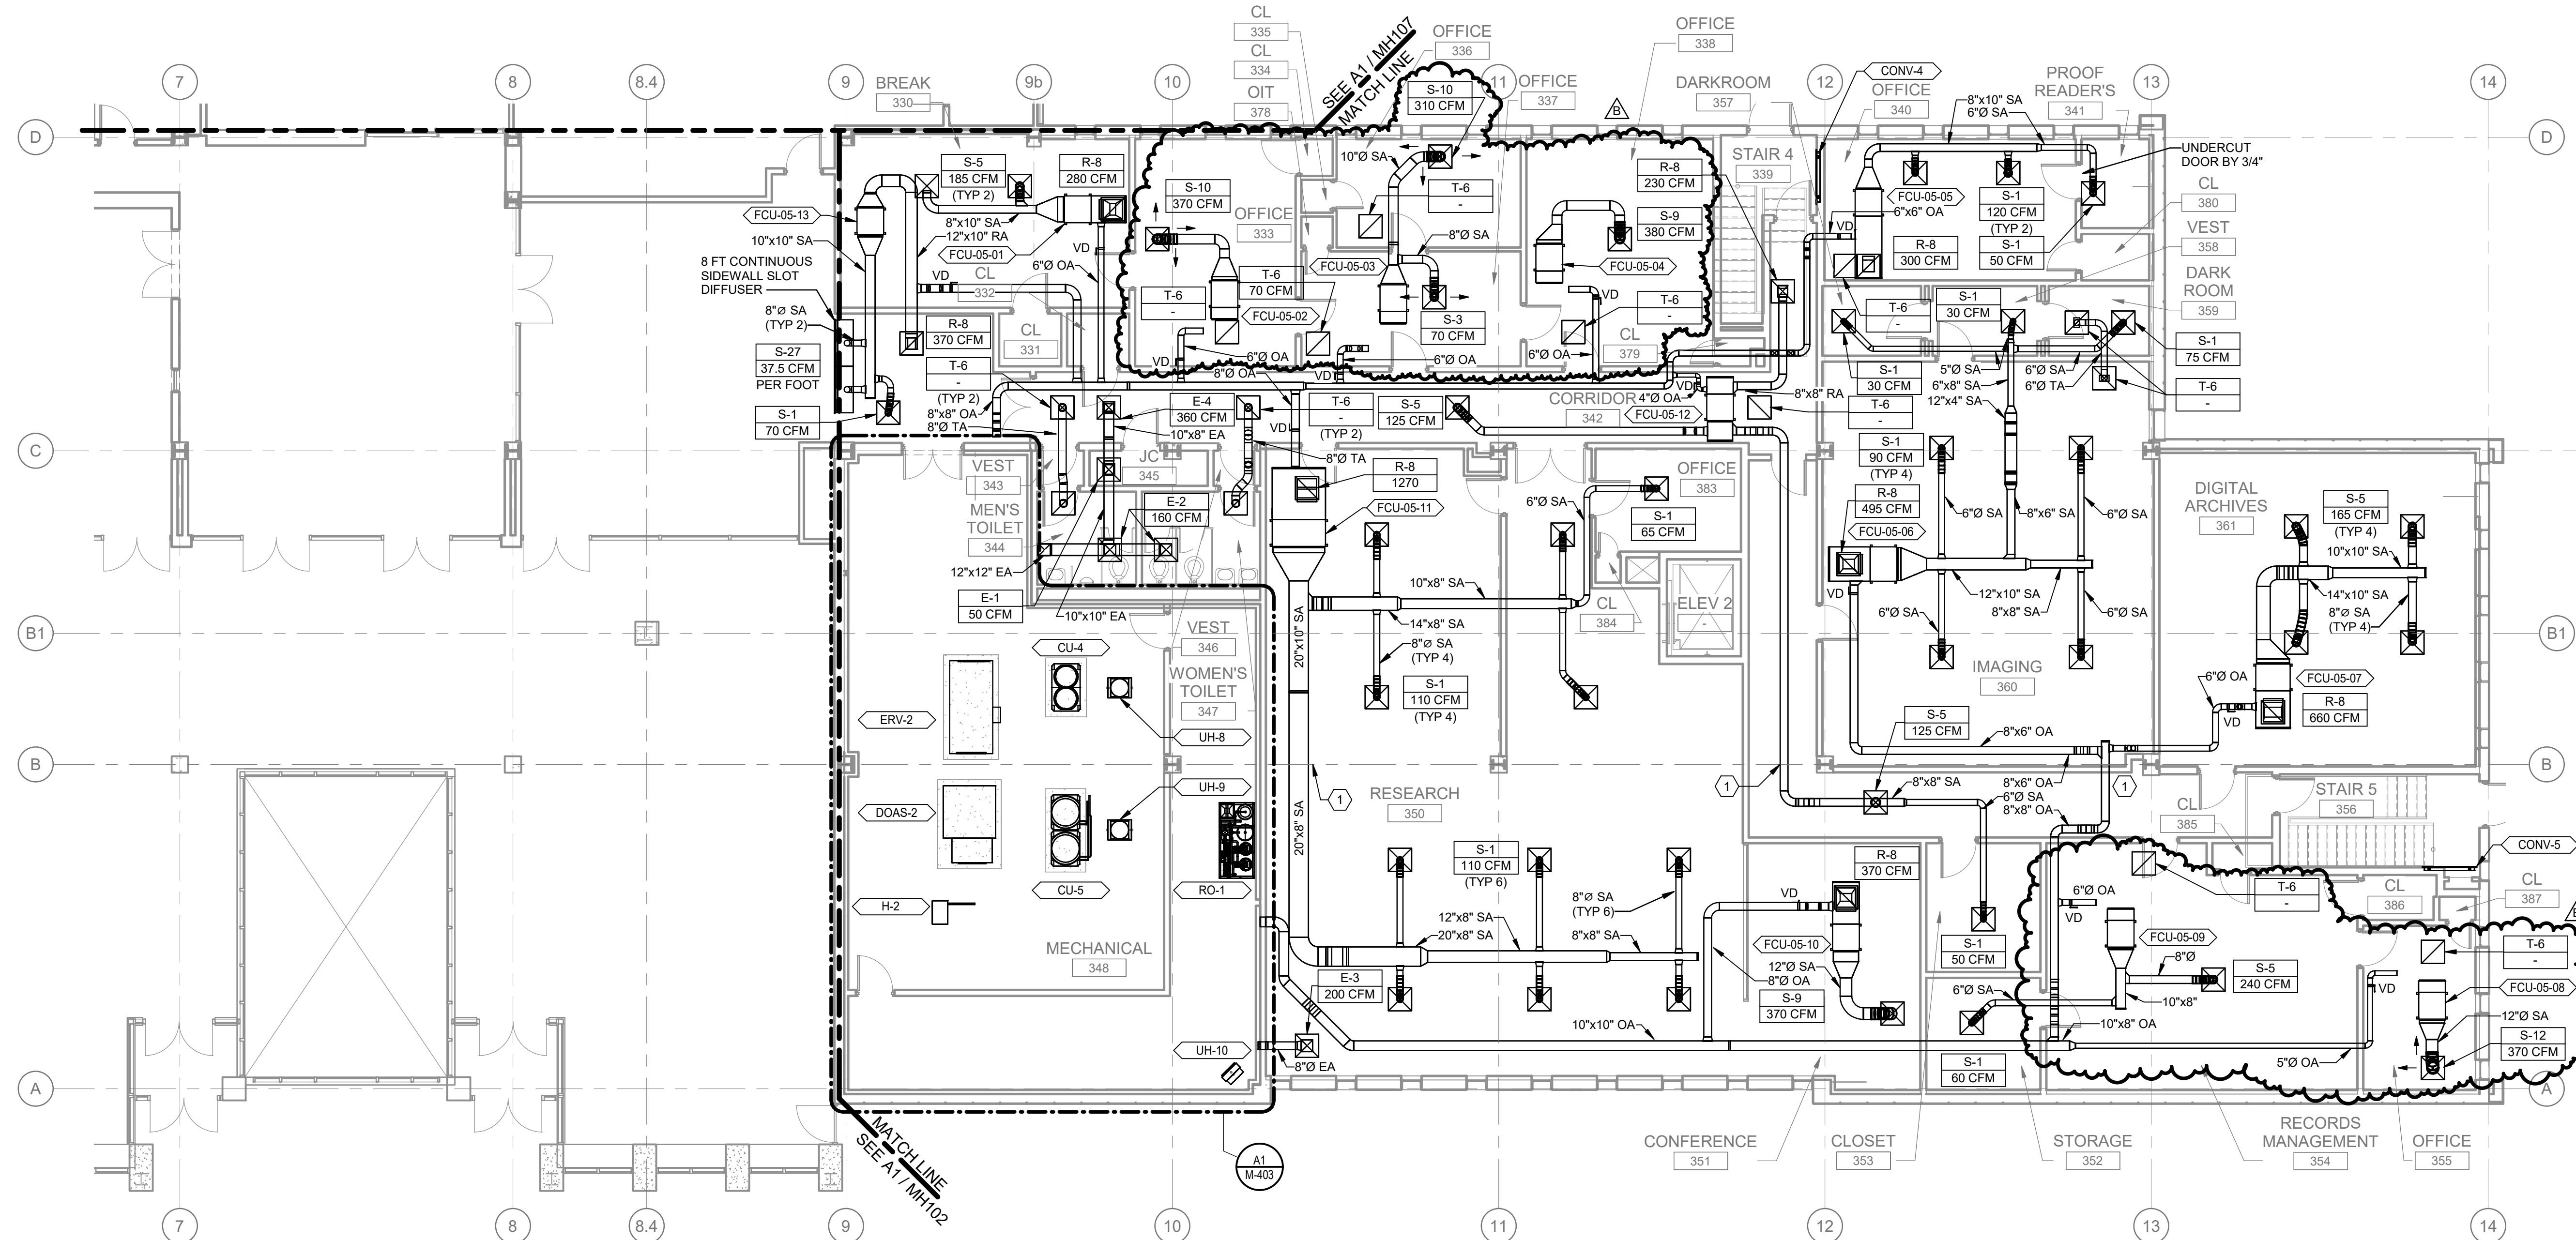 CL
335
CL
334
OIT
378
SEE A1 / MH107
MATCH LINE
OFFICE
336
OFFICE
338
OFFICE
337
DARKROOM
357
CONV-4
OFFICE
340
PROOF
READER'S
341
7
8
8.4
9
BREAK
330
9b
10
11
12
13
14
D
D
S-10
310 CFM
B
8"x10" SA
6"Ø SA
UNDERCUT
DOOR BY 3/4"
S-5
185 CFM
(TYP 2)
R-8
280 CFM
10"Ø SA
R-8
230 CFM
STAIR 4
339
CL
380
VEST
358
DARK
ROOM
359
FCU-05-13
8"x10" SA
12"x10" RA
FCU-05-01
VD
S-10
370 CFM
OFFICE
333
T-6
-
8"Ø SA
S-9
380 CFM
FCU-05-05
6"x6" OA
S-1
120 CFM
(TYP 2)
R-8
300 CFM
S-1
50 CFM
VD
10"x10" SA
8 FT CONTINUOUS
SIDEWALL SLOT
DIFFUSER
VD
CL
332
6"Ø OA
T-6
70 CFM
FCU-05-03
FCU-05-04
T-6
-
FCU-05-02
VD
T-6
-
VD
T-6
-
S-1
30 CFM
8"Ø SA
(TYP 2)
S-27
37.5 CFM
PER FOOT
R-8
370 CFM
CL
331
S-3
70 CFM
CL
379
6"Ø OA
6"Ø OA
6"Ø OA
VD
VD
S-1
75 CFM
T-6
-
(TYP 2)
8"Ø OA
S-1
30 CFM
5"Ø SA
6"x8" SA
12"x4" SA
6"Ø SA
6"Ø TA
T-6
-
S-1
70 CFM
8"x8" OA
8"Ø TA
E-4
360 CFM
10"x8" EA
T-6
-
(TYP 2)
S-5
125 CFM
VD
CORRIDOR
342
FCU-05-12
4"Ø OA
VD
8"x8" RA
T-6
-
C
C
VEST
343
JC
345
8"Ø TA
R-8
1270
FCU-05-11
OFFICE
383
S-1
90 CFM
(TYP 4)
R-8
495 CFM
FCU-05-06
DIGITAL
ARCHIVES
361
S-5
165 CFM
(TYP 4)
MEN'S
TOILET
344
E-2
160 CFM
6"Ø SA
S-1
65 CFM
6"Ø SA
8"x6" SA
6"Ø SA
10"x10" SA
12"x12" EA
E-1
50 CFM
10"x10" EA
20"x10" SA
10"x8" SA
14"x8" SA
8"Ø SA
(TYP 4)
CL
384
ELEV 2
-
VD
12"x10" SA
8"x8" SA
6"Ø SA
6"Ø SA
14"x10" SA
8"Ø SA
(TYP 4)
B1
B1
VEST
346
WOMEN'S
TOILET
347
CU-4
ERV-2
UH-8
S-1
110 CFM
(TYP 4)
IMAGING
360
6"Ø OA
FCU-05-07
R-8
660 CFM
VD
S-5
125 CFM
8"x6" OA
B
B
UH-9
DOAS-2
RESEARCH
350
1
1
1
8"x8" SA
8"x6" OA
6"Ø SA
8"x8" OA
STAIR 5
356
CL
385
20"x8" SA
CU-5
RO-1
H-2
S-1
110 CFM
(TYP 6)
8"Ø SA
(TYP 6)
R-8
370 CFM
VD
CONV-5
T-6
-
CL
386
CL
387
6"Ø OA
VD
MECHANICAL
348
12"x8" SA
20"x8" SA
8"x8" SA
FCU-05-10
12"Ø SA
8"Ø OA
S-1
50 CFM
FCU-05-09
8"Ø
S-5
240 CFM
T-6
-
VD
FCU-05-08
E-3
200 CFM
S-9
370 CFM
6"Ø SA
10"x8"
10"x10" OA
10"x8" OA
12"Ø SA
S-12
370 CFM
UH-10
8"Ø EA
S-1
60 CFM
5"Ø OA
A
A
MATCH LINE
SEE A1 / MH102
A1
M-403
CONFERENCE
351
CLOSET
353
STORAGE
352
RECORDS
MANAGEMENT
354
OFFICE
355
7
8
8.4
9
10
11
12
13
14